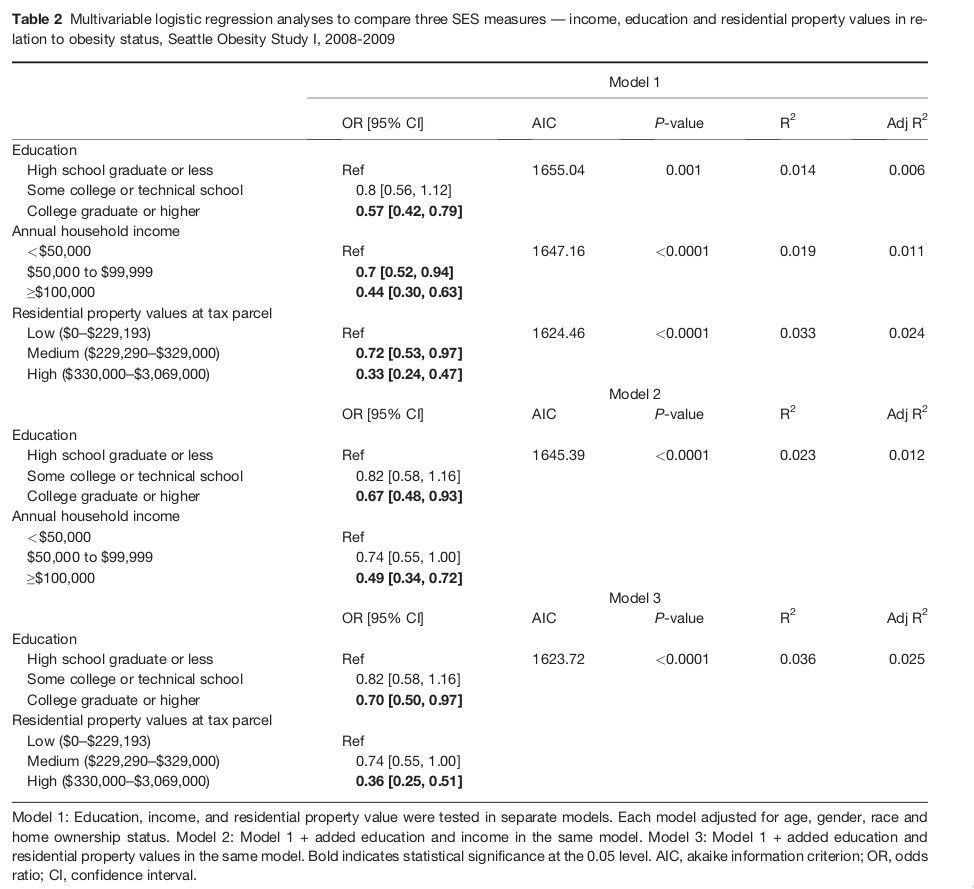 Table 2 Multivariable logistic regression analyses to compare three SES measures — income, education and residential property values in re-
lation to obesity status, Seattle Obesity Study I, 2008-2009
Model 1
OR [95% CI] AIC P-value R2 Adj R2
Education
High school graduate or less Ref 1655.04 0.001 0.014 0.006
Some college or technical school 0.8 [0.56, 1.12]
College graduate or higher 0.57 [0.42, 0.79]
Annual household income
<$50,000 Ref 1647.16 <0.0001 0.019 0.011
$50,000 to $99,999 0.7 [0.52, 0.94]
≥$100,000 0.44 [0.30, 0.63]
Residential property values at tax parcel
Low ($0–$229,193) Ref 1624.46 <0.0001 0.033 0.024
Medium ($229,290–$329,000) 0.72 [0.53, 0.97]
High ($330,000–$3,069,000) 0.33 [0.24, 0.47]
Model 2
OR [95% CI] AIC P-value R2 Adj R2
Education
High school graduate or less Ref 1645.39 <0.0001 0.023 0.012
Some college or technical school 0.82 [0.58, 1.16]
College graduate or higher 0.67 [0.48, 0.93]
Annual household income
<$50,000 Ref
$50,000 to $99,999 0.74 [0.55, 1.00]
≥$100,000 0.49 [0.34, 0.72]
Model 3
OR [95% CI] AIC P-value R2 Adj R2
Education
High school graduate or less Ref 1623.72 <0.0001 0.036 0.025
Some college or technical school 0.82 [0.58, 1.16]
College graduate or higher 0.70 [0.50, 0.97]
Residential property values at tax parcel
Low ($0–$229,193) Ref
Medium ($229,290–$329,000) 0.74 [0.55, 1.00]
High ($330,000–$3,069,000) 0.36 [0.25, 0.51]
Model 1: Education, income, and residential property value were tested in separate models. Each model adjusted for age, gender, race and
home ownership status. Model 2: Model 1 + added education and income in the same model. Model 3: Model 1 + added education and
residential property values in the same model. Bold indicates statistical significance at the 0.05 level. AIC, akaike information criterion; OR, odds
ratio; CI, confidence interval.